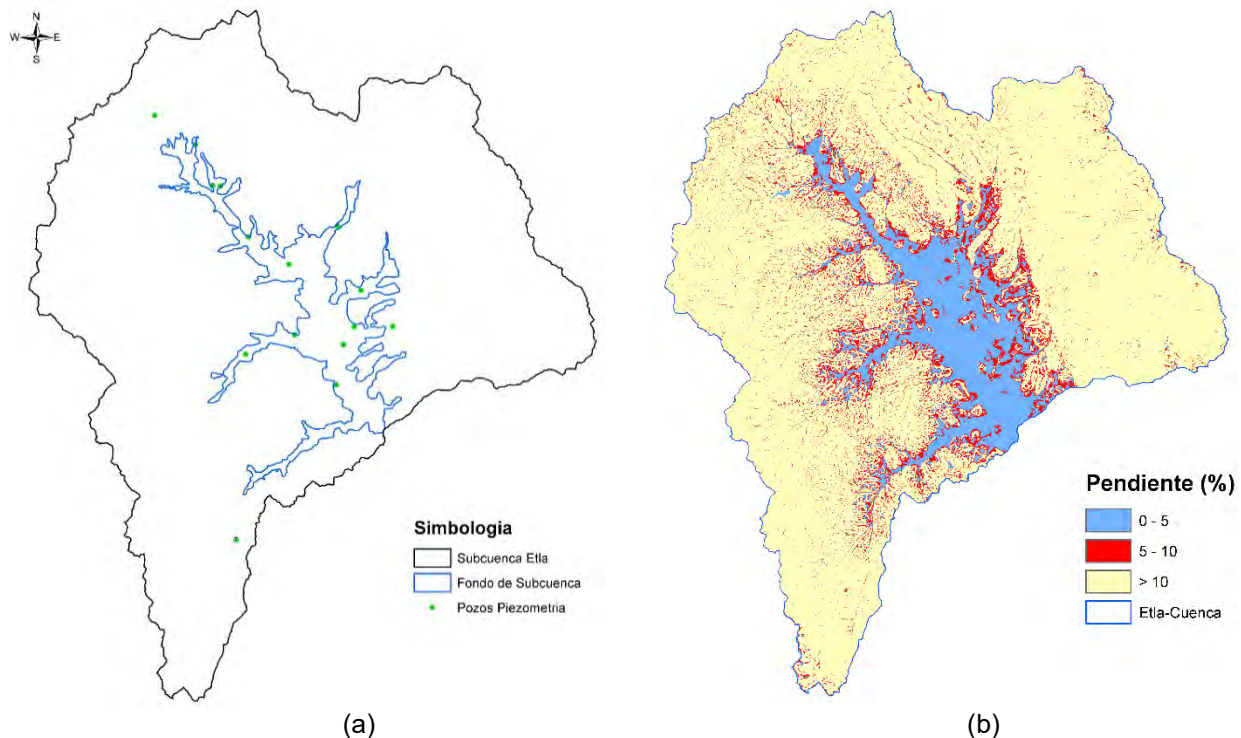 N
W E
S
Simbologia
Subcuenca Etla
Fondo de Subcuenca
Pozos Piezometria
(a)
Pendiente (%)
0 - 5
5 - 10
> 10
Etla-Cuenca
(b)